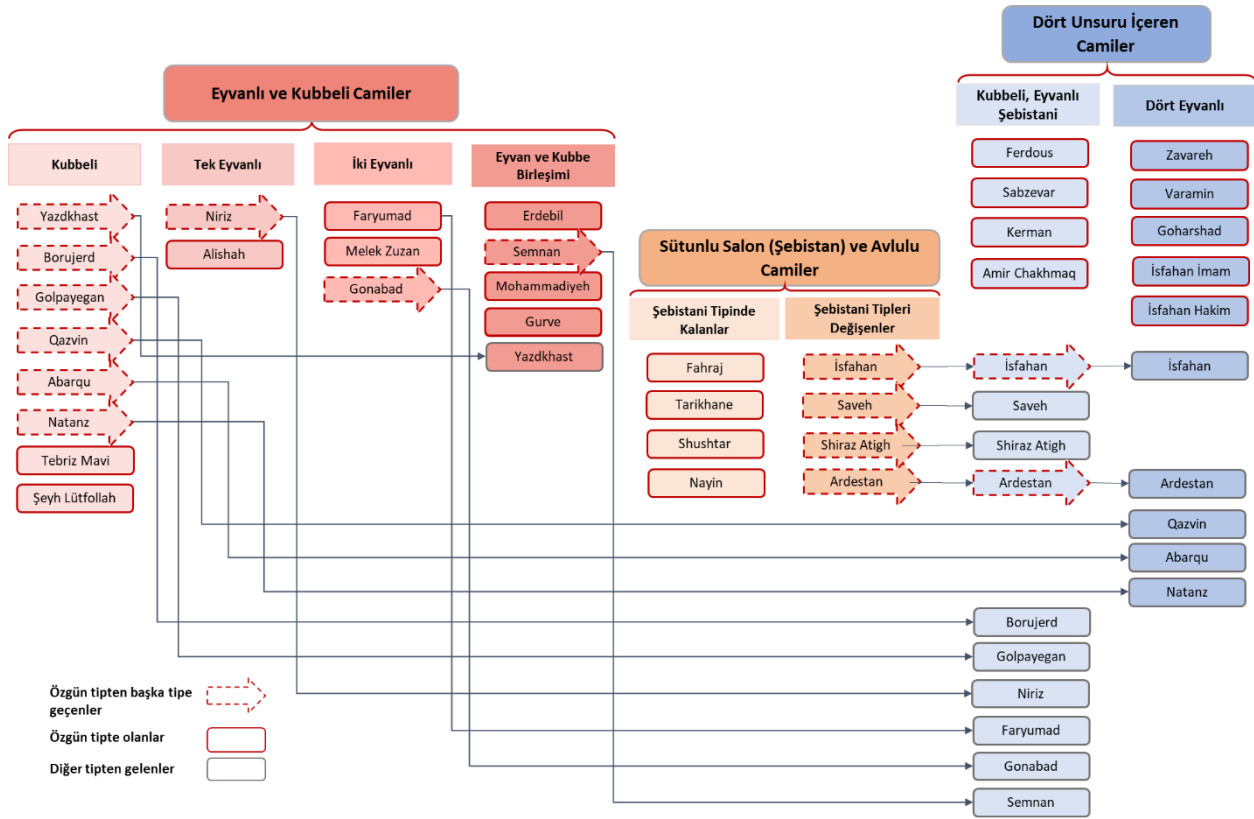 Dört Unsuru İçeren
Camiler
Eyvanlı ve Kubbeli Camiler
Kubbeli, Eyvanlı
Şebistani
Dört Eyvanlı
Kubbeli
Tek Eyvanlı
İki Eyvanlı
Eyvan ve Kubbe
Birleşimi
Ferdous
Sabzevar
Kerman
Amir Chakhmaq
Zavareh
Varamin
Goharshad
İsfahan İmam
İsfahan Hakim
Yazdkhast
Borujerd
Golpayegan
Qazvin
Abarqu
Natanz
Tebriz Mavi
Şeyh Lütfollah
Niriz
Alishah
Faryumad
Melek Zuzan
Gonabad
Erdebil
Semnan
Mohammadiyeh
Gurve
Yazdkhast
Sütunlu Salon (Şebistan) ve Avlulu
Camiler
Şebistani Tipinde
Kalanlar
Şebistani Tipleri
Değişenler
Fahraj
Tarikhane
Shushtar
Nayin
İsfahan
Saveh
Shiraz Atigh
Ardestan
İsfahan
Saveh
Shiraz Atigh
Ardestan
İsfahan
Ardestan
Qazvin
Abarqu
Natanz
Borujerd
Golpayegan
Niriz
Faryumad
Gonabad
Semnan
Özgün tipten başka tipe
geçenler
Özgün tipte olanlar
Diğer tipten gelenler